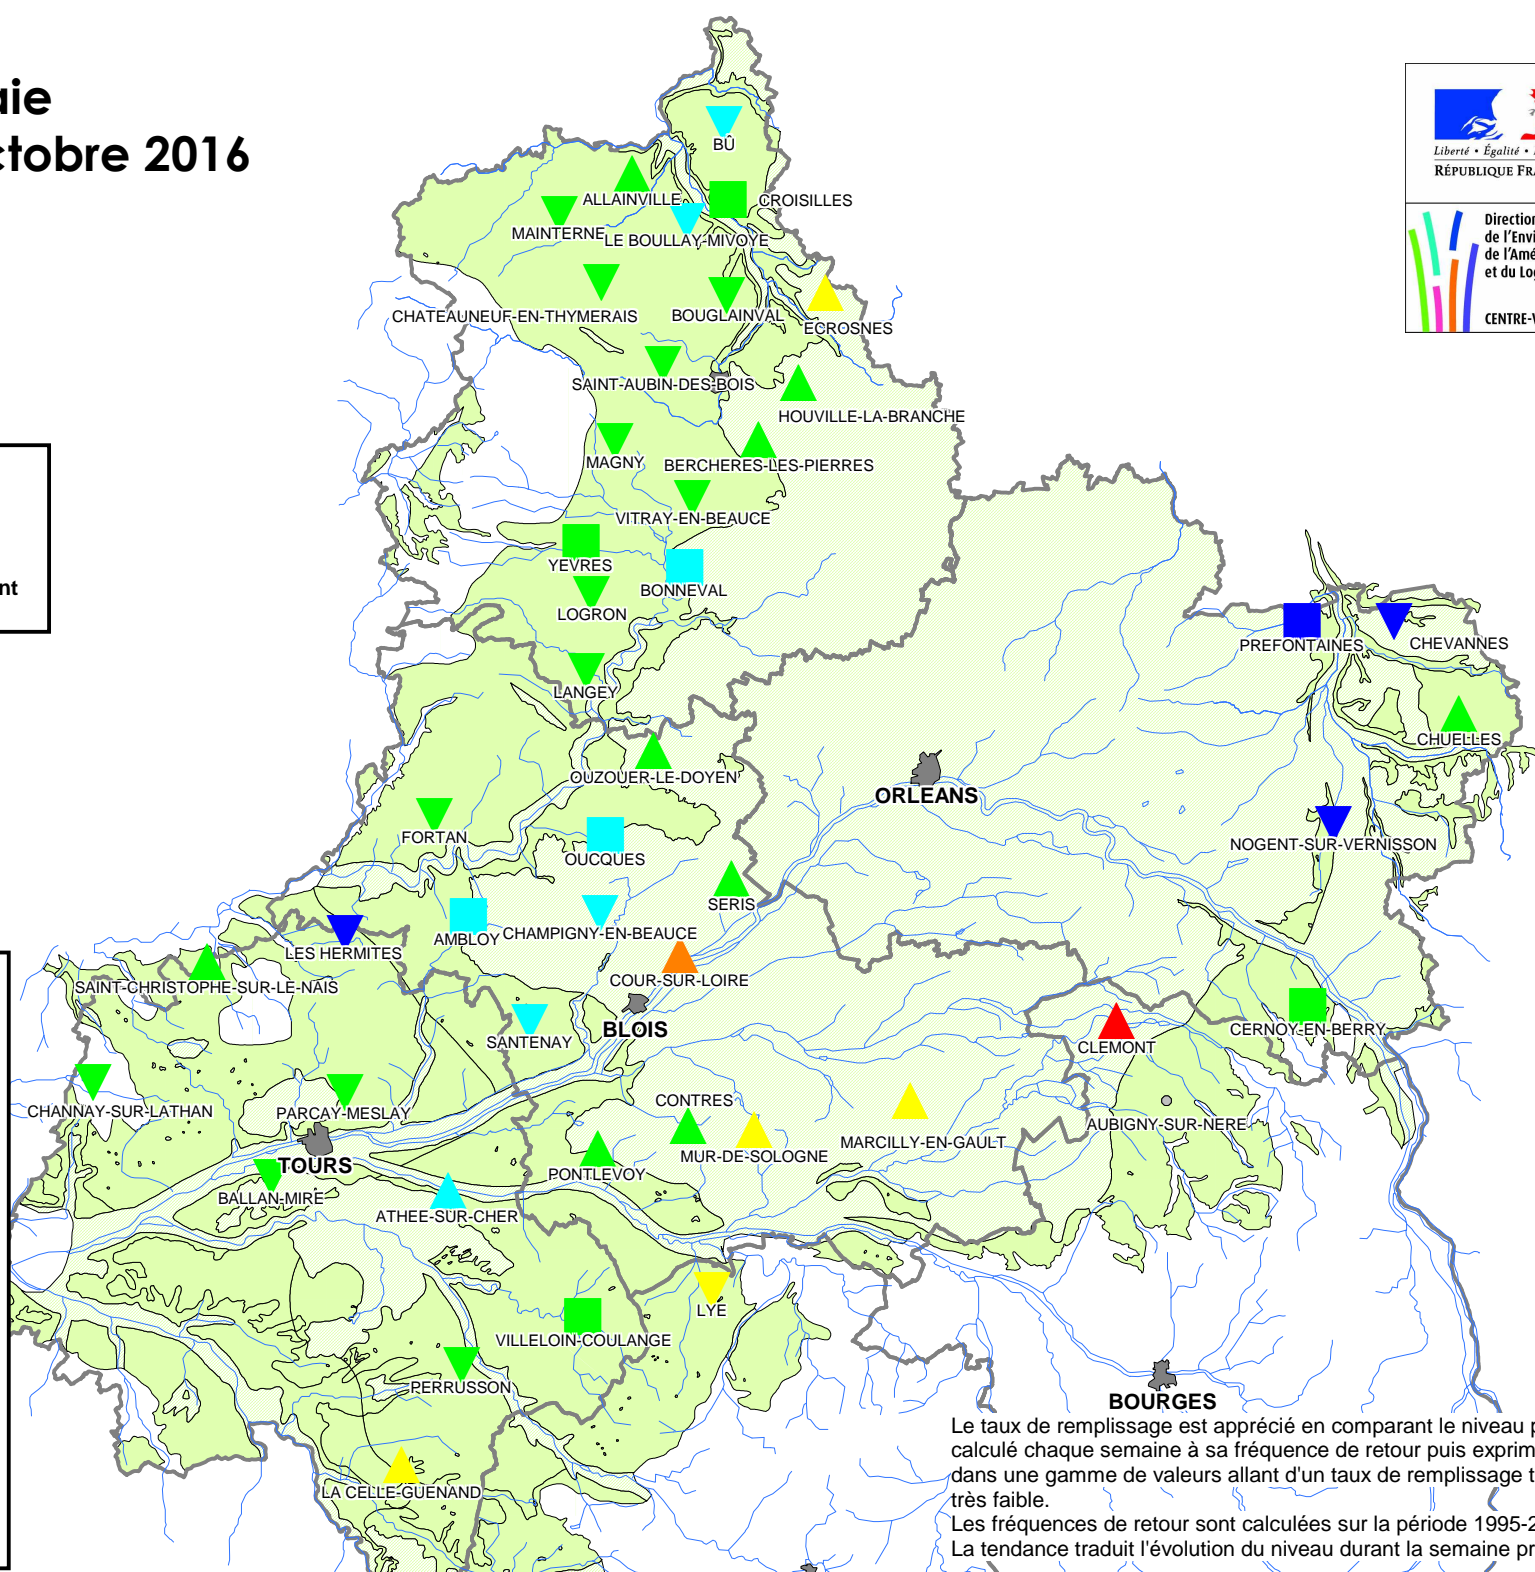 aie
ctobre 2016
Liberté • Égalité •
RÉPUBLIQUE FRA
Direction
de l'Envi
de l'Amé
et du Log
CENTRE-V
nt
BÛ
ALLAINVILLE
CROISILLES
MAINTERNE
LE BOULLAY-MIVOYE
CHATEAUNEUF-EN-THYMERAIS
BOUGLAINVAL
ECROSNES
SAINT-AUBIN-DES-BOIS
HOUVILLE-LA-BRANCHE
MAGNY
BERCHERES-LES-PIERRES
VITRAY-EN-BEAUCE
YEVRES
BONNEVAL
LOGRON
PREFONTAINES
CHEVANNES
LANGEY
CHUELLES
OUZOUER-LE-DOYEN
ORLEANS
FORTAN
OUCQUES
NOGENT-SUR-VERNISSON
SERIS
AMBLOY
CHAMPIGNY-EN-BEAUCE
LES HERMITES
COUR-SUR-LOIRE
SAINT-CHRISTOPHE-SUR-LE-NAIS
BLOIS
CERNOY-EN-BERRY
SANTENAY
CLEMONT
CONTRES
CHANNAY-SUR-LATHAN
PARCAY-MESLAY
AUBIGNY-SUR-NERE
MARCILLY-EN-GAULT
MUR-DE-SOLOGNE
TOURS
PONTLEVOY
BALLAN-MIRE
ATHEE-SUR-CHER
LYE
VILLELOIN-COULANGE
PERRUSSON
BOURGES
LA CELLE-GUENAND
Le taux de remplissage est apprécié en comparant le niveau p
calculé chaque semaine à sa fréquence de retour puis exprim
dans une gamme de valeurs allant d'un taux de remplissage t
très faible.
Les fréquences de retour sont calculées sur la période 1995-2
La tendance traduit l'évolution du niveau durant la semaine pr